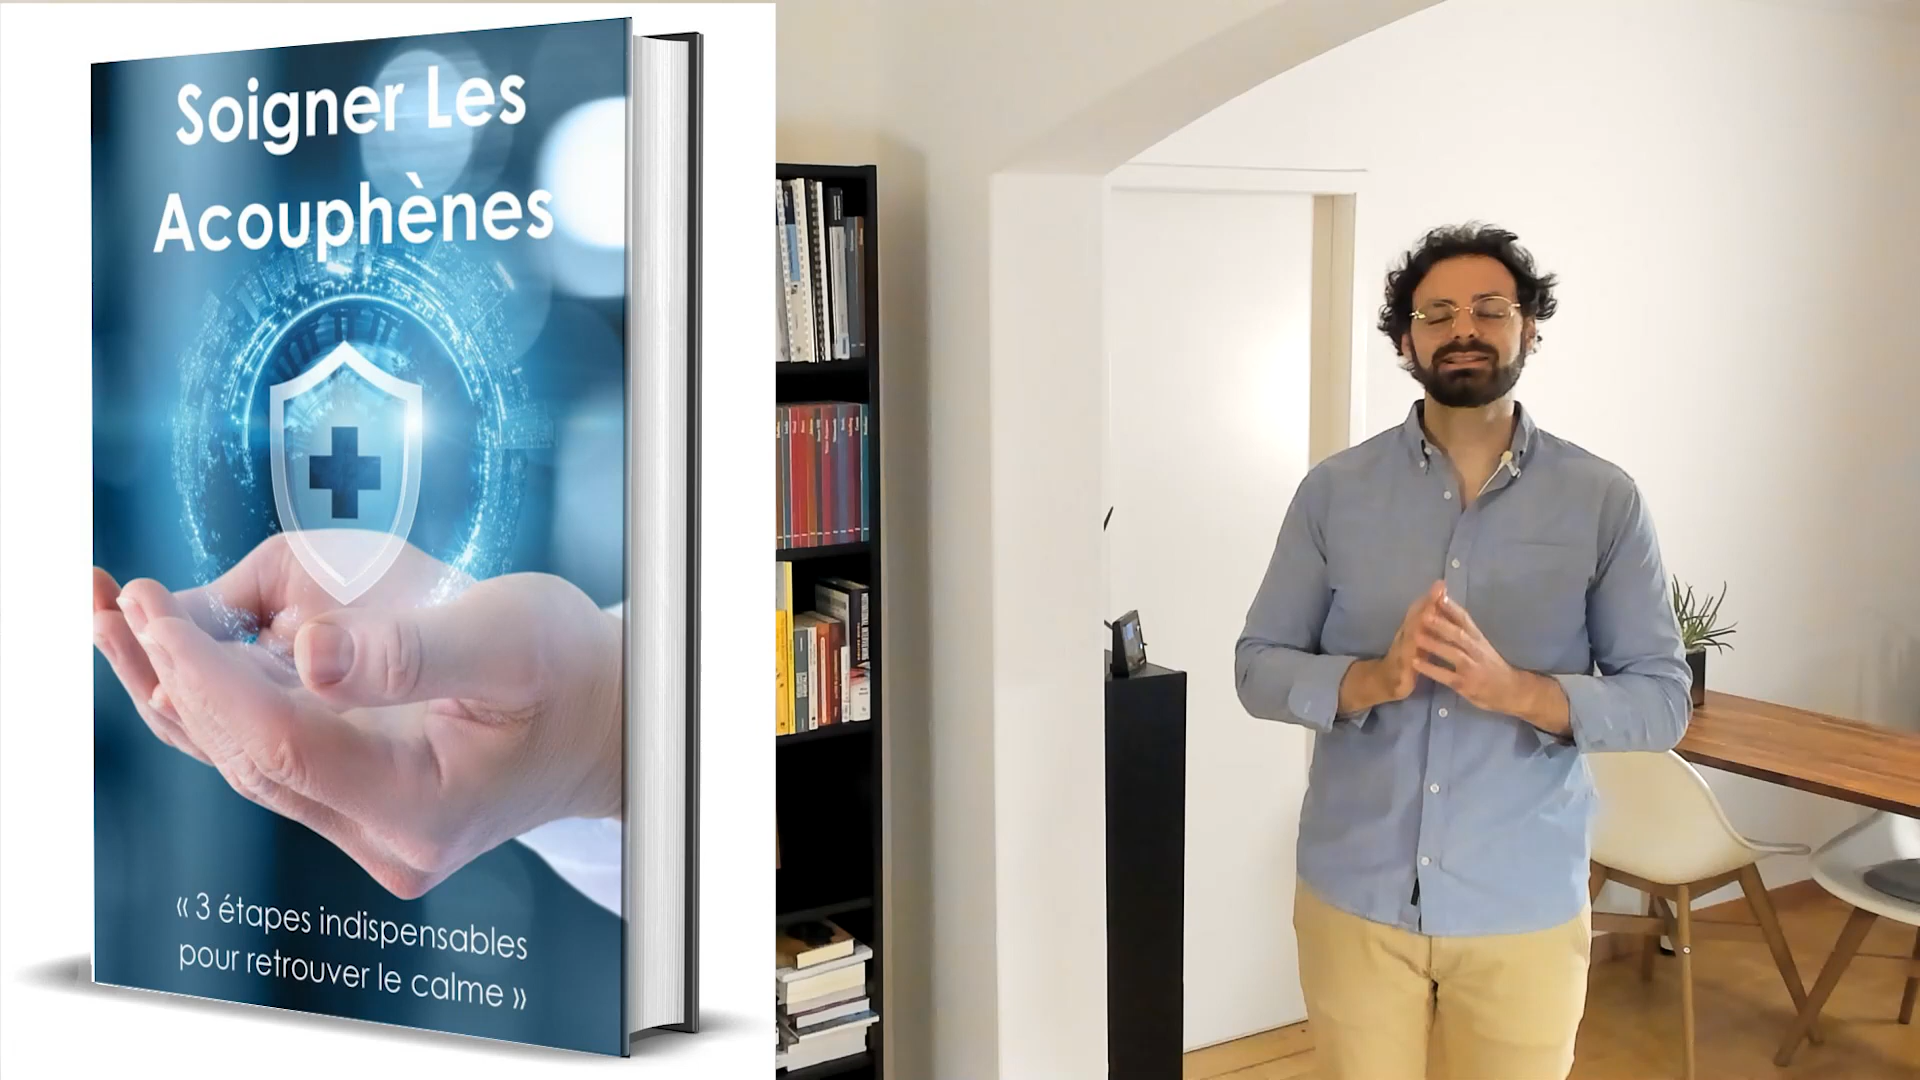 Soigner Les
Acouphènes
« 3 étapes indispensables
pour retrouver le calme »